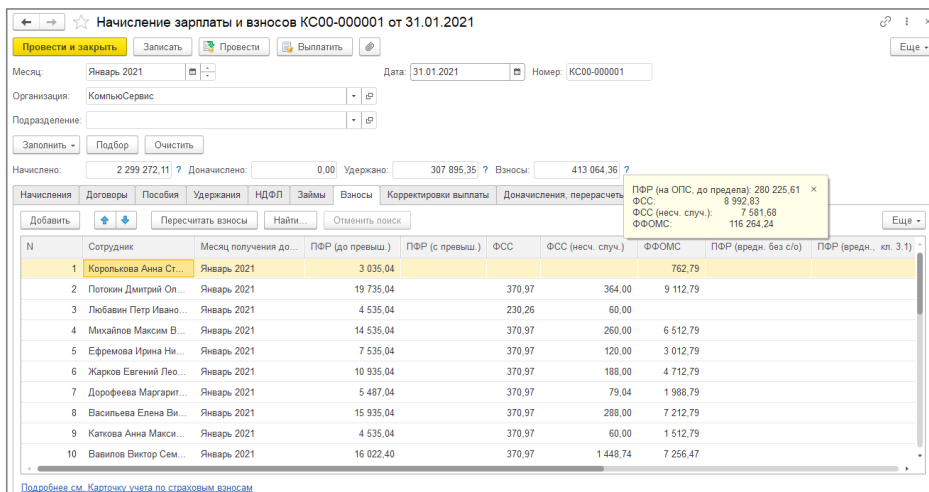 Начисление зарплаты и взносов КС00-000001 от 31.01.2021
Провести и закрыть Записать Провести Выплатить Еще
Месяц: Январь 2021 Дата: 31.01.2021 Номер: КС00-000001
Организация: КомпьюСервис
Подразделение:
Заполнить Подбор Очистить
Начислено: 2 299 272,11 ? Доначислено: 0,00 Удержано: 307 895,35 ? Взносы: 413 064,36 ?
ПФР (на ОПС, до предела): 280 225,61 ×
ФСС: 8 992,83
ФСС (несч. случ.): 7 581,68
ФФОМС: 116 264,24
Начисления Договоры Пособия Удержания НДФЛ Займы Взносы Корректировки выплаты Доначисления, перерасчеты
Добавить Пересчитать взносы Найти... Отменить поиск Еще
N Сотрудник Месяц получения до... ПФР (до превыш.) ПФР (с превыш.) ФСС ФСС (несч. случ.) ФФОМС ПФР (вредн. без с/о) ПФР (вредн., кл. 3.1)
1 Королькова Анна Ст... Январь 2021 3 035,04 762,79
2 Потокин Дмитрий Ол... Январь 2021 19 735,04 370,97 364,00 9 112,79
3 Любавин Петр Ивано... Январь 2021 4 535,04 230,26 60,00
4 Михайлов Максим В... Январь 2021 14 535,04 370,97 260,00 6 512,79
5 Ефремова Ирина Ни... Январь 2021 7 535,04 370,97 120,00 3 012,79
6 Жарков Евгений Лео... Январь 2021 10 935,04 370,97 188,00 4 712,79
7 Дорофеева Маргарит... Январь 2021 5 487,04 370,97 79,04 1 988,79
8 Васильева Елена Ви... Январь 2021 15 935,04 370,97 288,00 7 212,79
9 Каткова Анна Макси... Январь 2021 4 535,04 370,97 60,00 1 512,79
10 Вавилов Виктор Сем... Январь 2021 16 022,40 370,97 1 448,74 7 256,47
Подробнее см. Карточку учета по страховым взносам